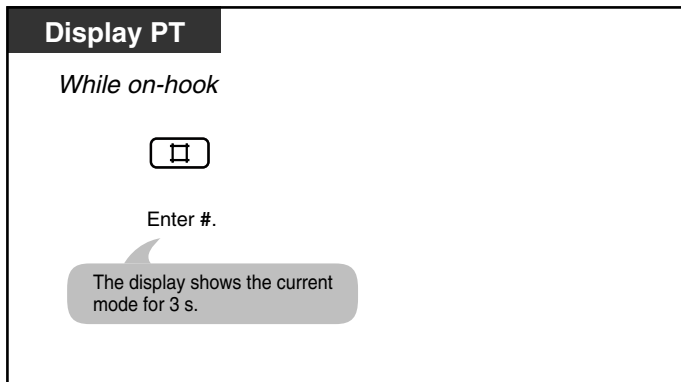 Display PT
While on-hook
#
Enter #.
The display shows the current
mode for 3 s.